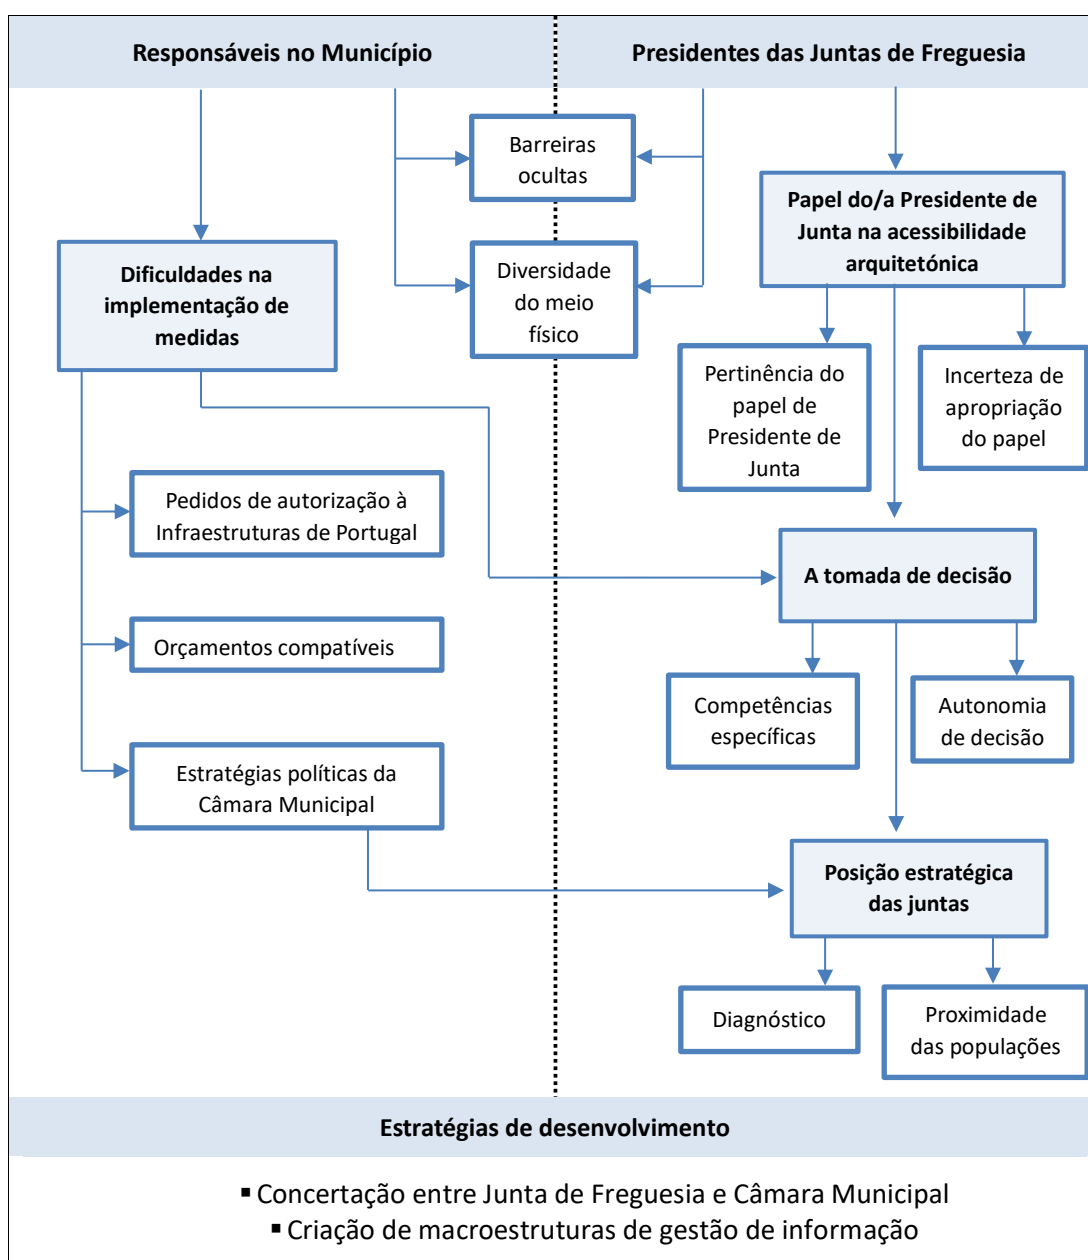 Responsáveis no Município
Presidentes das Juntas de Freguesia
Barreiras
ocultas
Papel do/a Presidente de
Junta na acessibilidade
arquitetónica
Dificuldades na
implementação de
medidas
Diversidade
do meio
físico
Pertinência do
papel de
Presidente de
Junta
Incerteza de
apropriação
do papel
Pedidos de autorização à
Infraestruturas de Portugal
A tomada de decisão
Orçamentos compatíveis
Competências
específicas
Autonomia
de decisão
Estratégias políticas da
Câmara Municipal
Posição estratégica
das juntas
Diagnóstico
Proximidade
das populações
Estratégias de desenvolvimento
▪ Concertação entre Junta de Freguesia e Câmara Municipal
▪ Criação de macroestruturas de gestão de informação